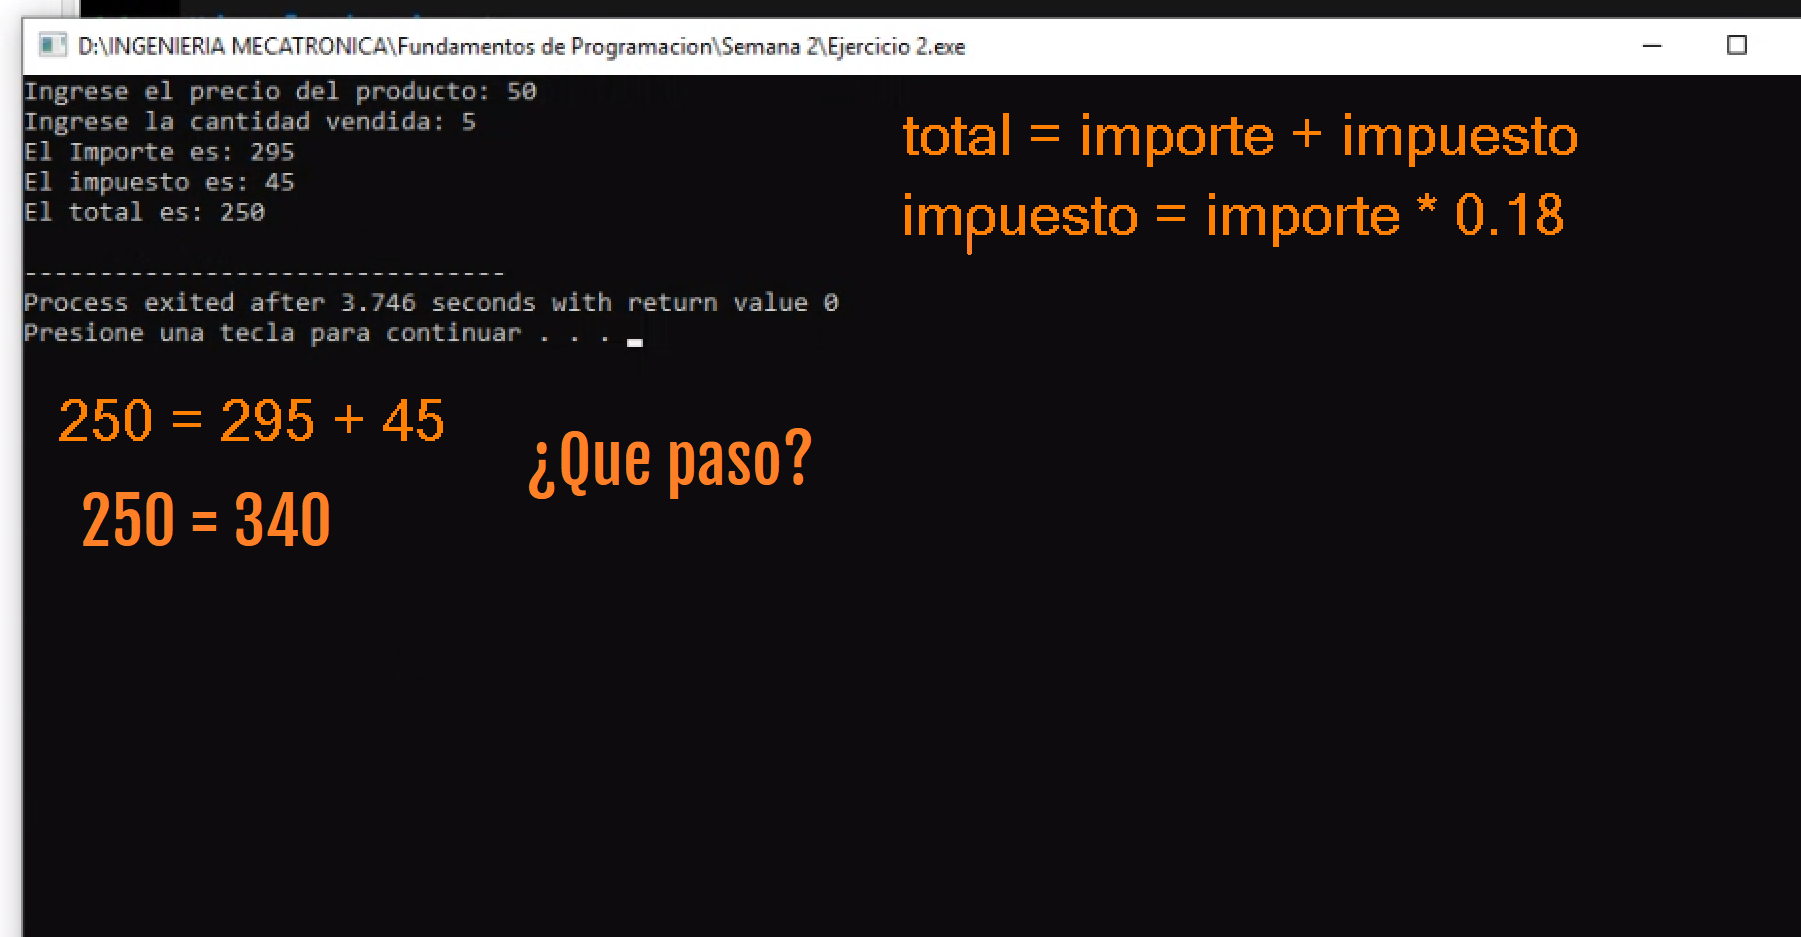 D:\INGENIERIA MECATRONICA\Fundamentos de Programacion\Semana 2\Ejercicio 2.exe
Ingrese el precio del producto: 50
Ingrese la cantidad vendida: 5
El Importe es: 295
El impuesto es: 45
El total es: 250
--------------------------------
Process exited after 3.746 seconds with return value 0
Presione una tecla para continuar . . .
total = importe + impuesto
impuesto = importe * 0.18
250 = 295 + 45
¿Que paso?
250 = 340